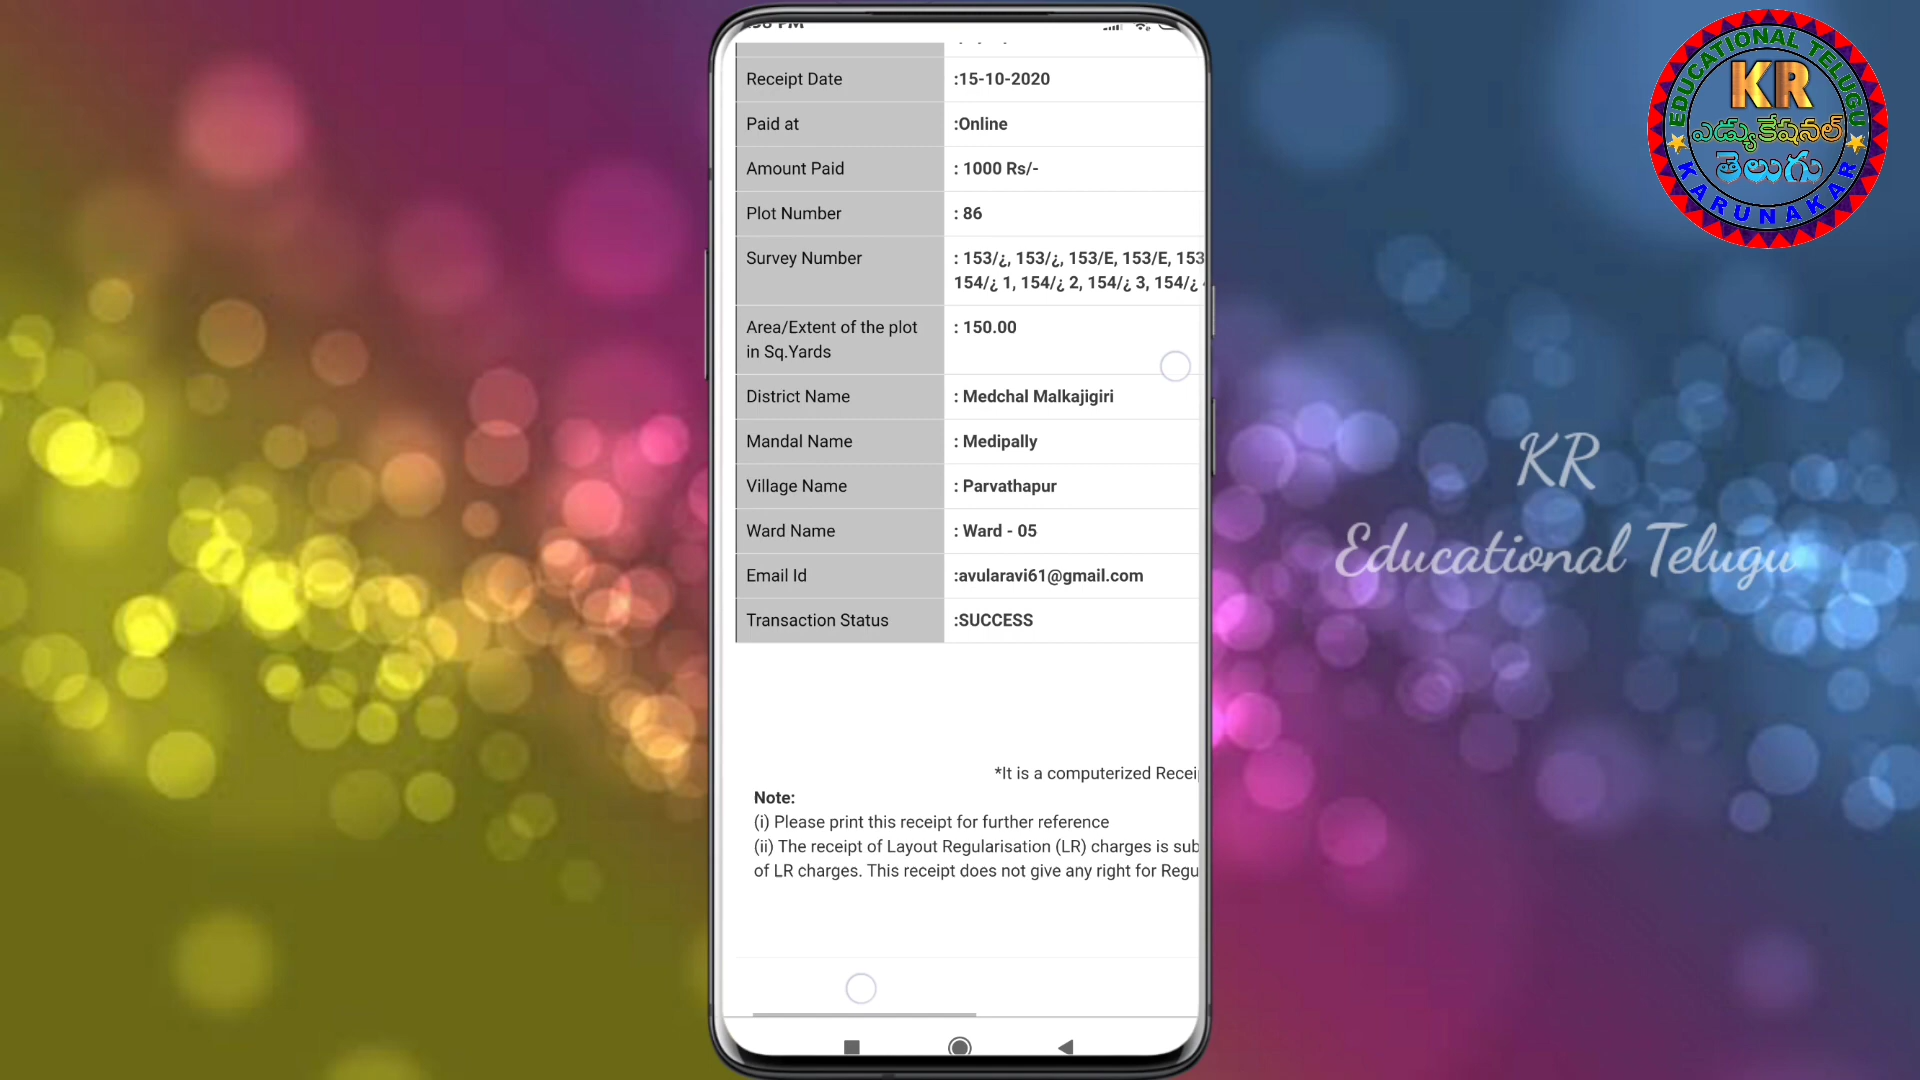 Receipt Date :15-10-2020
Paid at :Online
Amount Paid : 1000 Rs/-
Plot Number : 86
Survey Number : 153/¿, 153/¿, 153/E, 153/E, 153
154/¿ 1, 154/¿ 2, 154/¿ 3, 154/¿
Area/Extent of the plot : 150.00
in Sq.Yards
District Name : Medchal Malkajigiri
Mandal Name : Medipally
Village Name : Parvathapur
Ward Name : Ward - 05
Email Id :avularavi61@gmail.com
Transaction Status :SUCCESS
*It is a computerized Recei
Note:
(i) Please print this receipt for further reference
(ii) The receipt of Layout Regularisation (LR) charges is sub
of LR charges. This receipt does not give any right for Regu
EDUCATIONAL TELUGU
KR
ఎడ్యుకేషనల్
తెలుగు
KARUNAKAR
KR
Educational Telugu